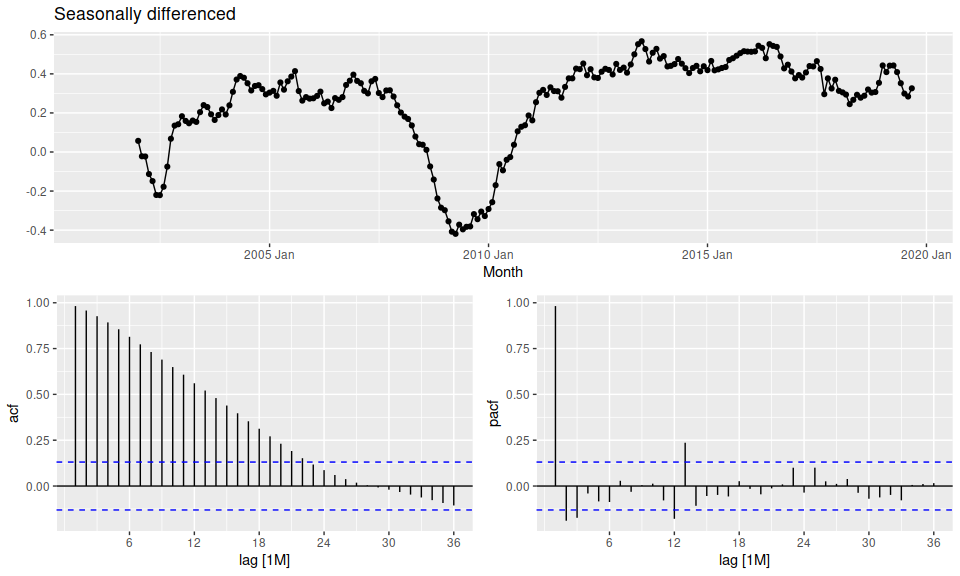 Seasonally differenced
0.6
0.4
0.2
0.0
-0.2
-0.4
2005 Jan
2010 Jan
2015 Jan
2020 Jan
Month
1.00
0.75
0.50
0.25
0.00
acf
6
12
18
24
30
36
lag [1M]
1.00
0.75
0.50
0.25
0.00
pacf
6
12
18
24
30
36
lag [1M]